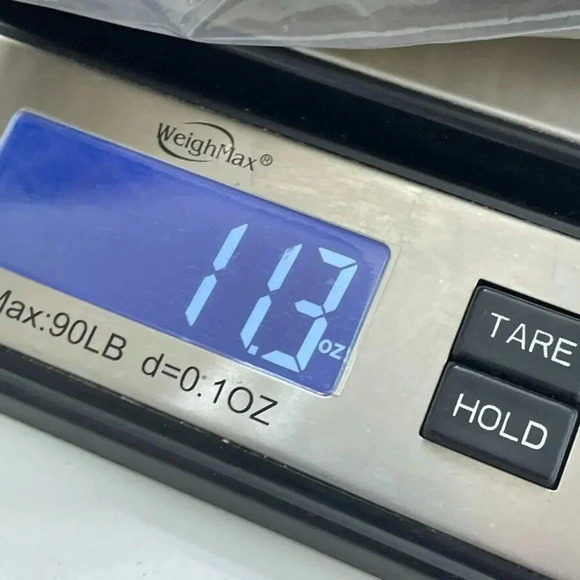 WeighMax®
11.3 oz
Max:90LB d=0.1OZ
TARE
HOLD